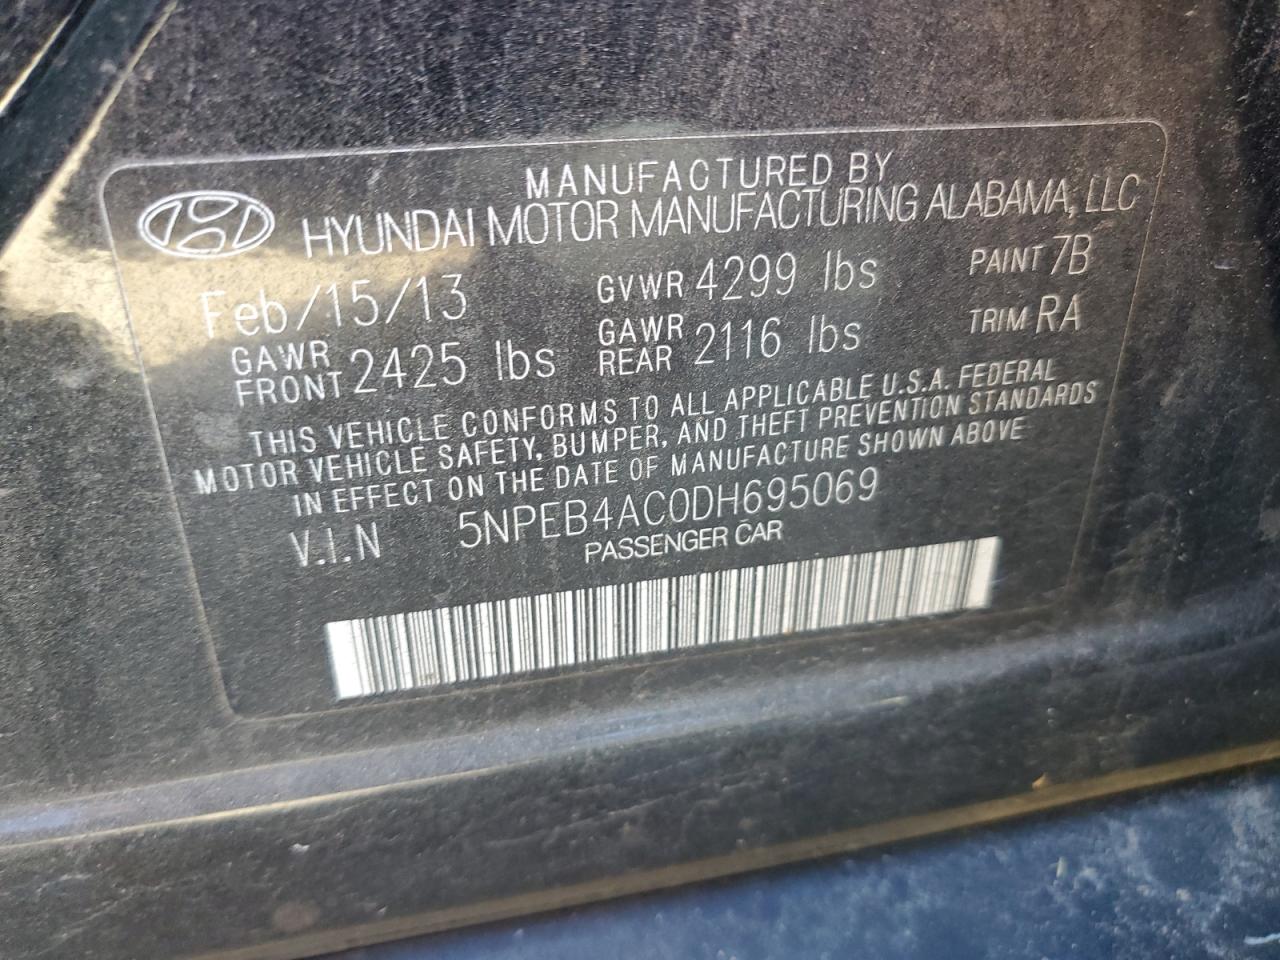 MANUFACTURED BY
HYUNDAI MOTOR MANUFACTURING ALABAMA, LLC
Feb/15/13 GVWR 4299 lbs PAINT 7B
GAWR FRONT 2425 lbs GAWR REAR 2116 lbs TRIM RA
THIS VEHICLE CONFORMS TO ALL APPLICABLE U.S.A. FEDERAL
MOTOR VEHICLE SAFETY, BUMPER, AND THEFT PREVENTION STANDARDS
IN EFFECT ON THE DATE OF MANUFACTURE SHOWN ABOVE
V.I.N 5NPEB4AC0DH695069
PASSENGER CAR